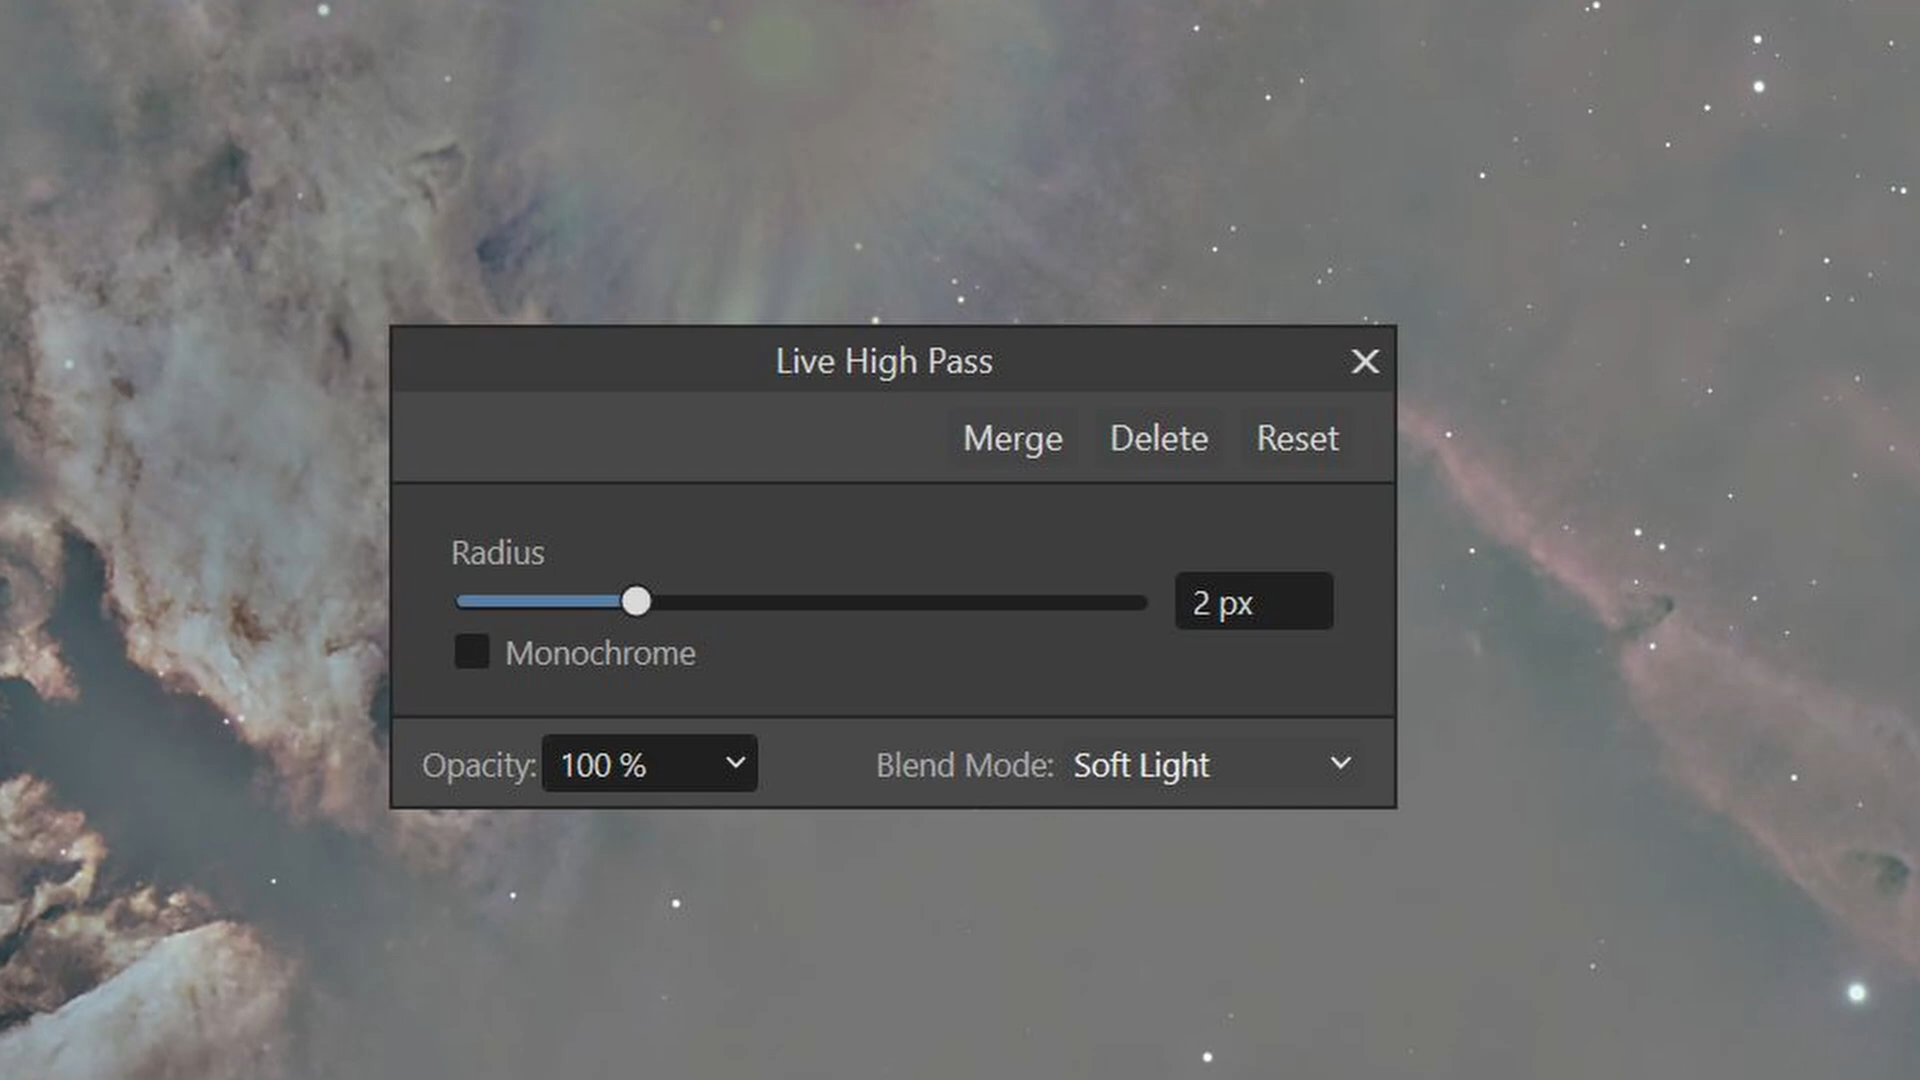 Live High Pass
Merge Delete Reset
Radius
2 px
Monochrome
Opacity: 100 % Blend Mode: Soft Light